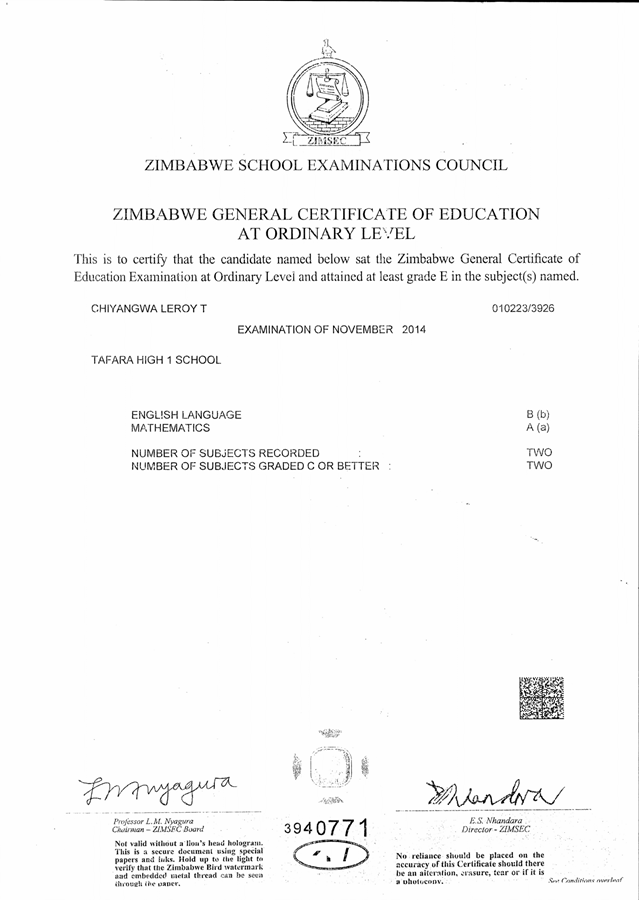 ZIMSEC
ZIMBABWE SCHOOL EXAMINATIONS COUNCIL
ZIMBABWE GENERAL CERTIFICATE OF EDUCATION
AT ORDINARY LEVEL
This is to certify that the candidate named below sat the Zimbabwe General Certificate of
Education Examination at Ordinary Level and attained at least grade E in the subject(s) named.
CHIYANGWA LEROY T 010223/3926
EXAMINATION OF NOVEMBER 2014
TAFARA HIGH 1 SCHOOL
ENGLISH LANGUAGE B (b)
MATHEMATICS A (a)
NUMBER OF SUBJECTS RECORDED : TWO
NUMBER OF SUBJECTS GRADED C OR BETTER : TWO
Professor L.M. Nyagura
Chairman – ZIMSEC Board
Not valid without a lion's head hologram.
This is a secure document using special
papers and inks. Hold up to the light to
verify that the Zimbabwe Bird watermark
and embedded metal thread can be seen
through the paper.
3940771
E.S. Nhandara
Director - ZIMSEC
No reliance should be placed on the
accuracy of this Certificate should there
be an alteration, erasure, tear or if it is
a photocopy.
See Conditions overleaf